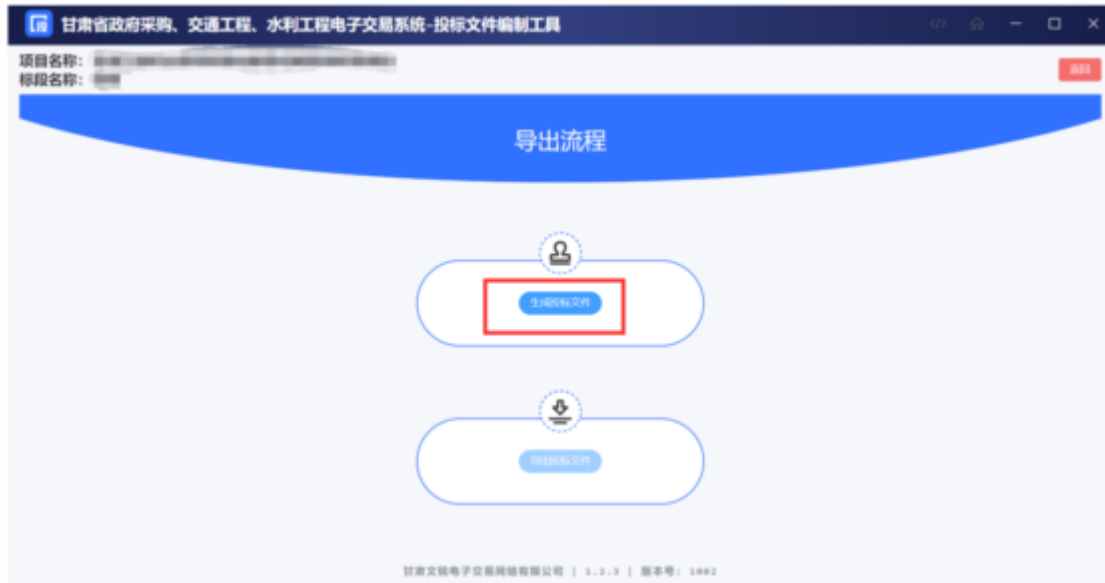 甘肃省政府采购、交通工程、水利工程电子交易系统-投标文件编制工具
项目名称:
标段名称:
返回
导出流程
生成投标文件
导出投标文件
甘肃文锐电子交易网络有限公司 | 1.2.3 | 版本号: 1002